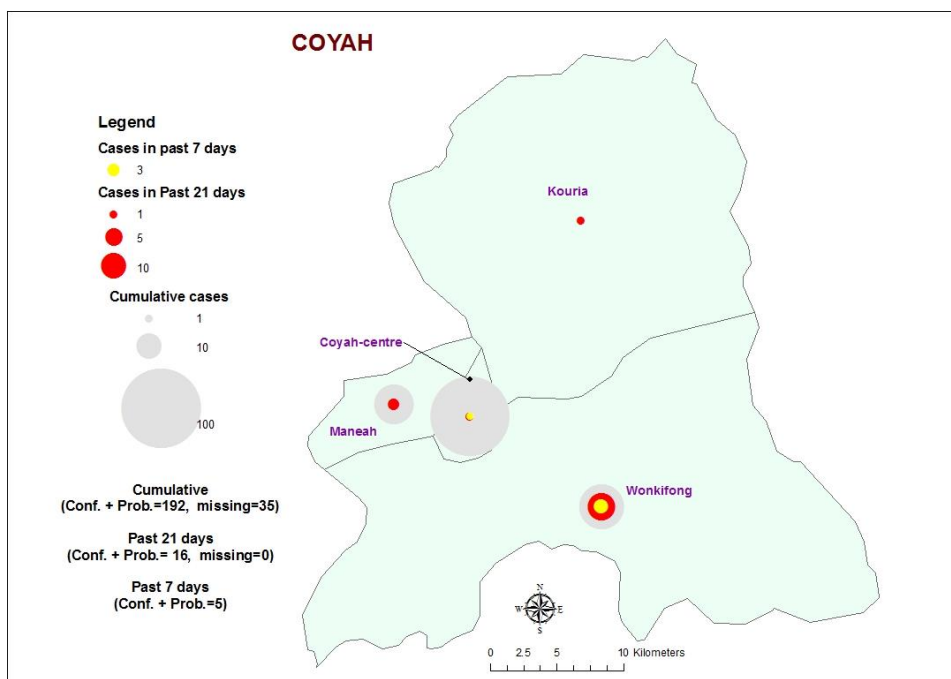 COYAH
Legend
Cases in past 7 days
3
Cases in Past 21 days
1
5
10
Cumulative cases
1
10
100
Cumulative
(Conf. + Prob.=192, missing=35)
Past 21 days
(Conf. + Prob.= 16, missing=0)
Past 7 days
(Conf. + Prob.=5)
Kouria
Coyah-centre
Maneah
Wonkifong
N
W E
S
0 2.5 5 10 Kilometers